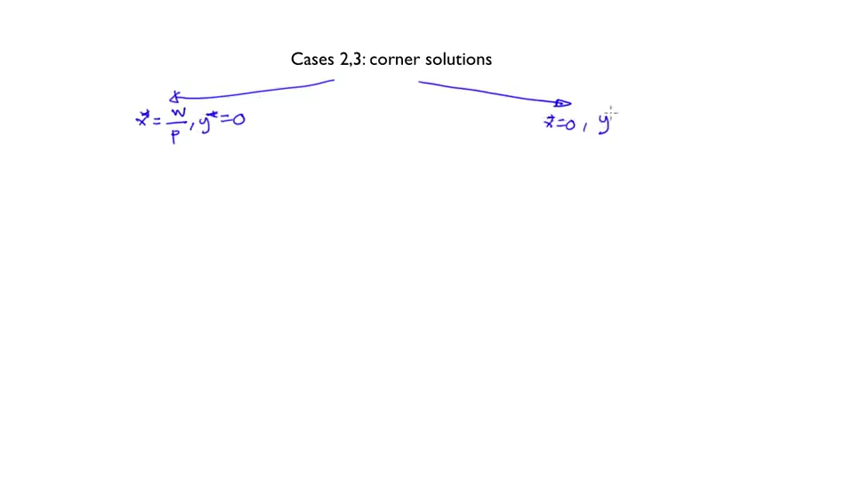 Cases 2,3: corner solutions
x* = w/p, y* = 0
x* = 0, y